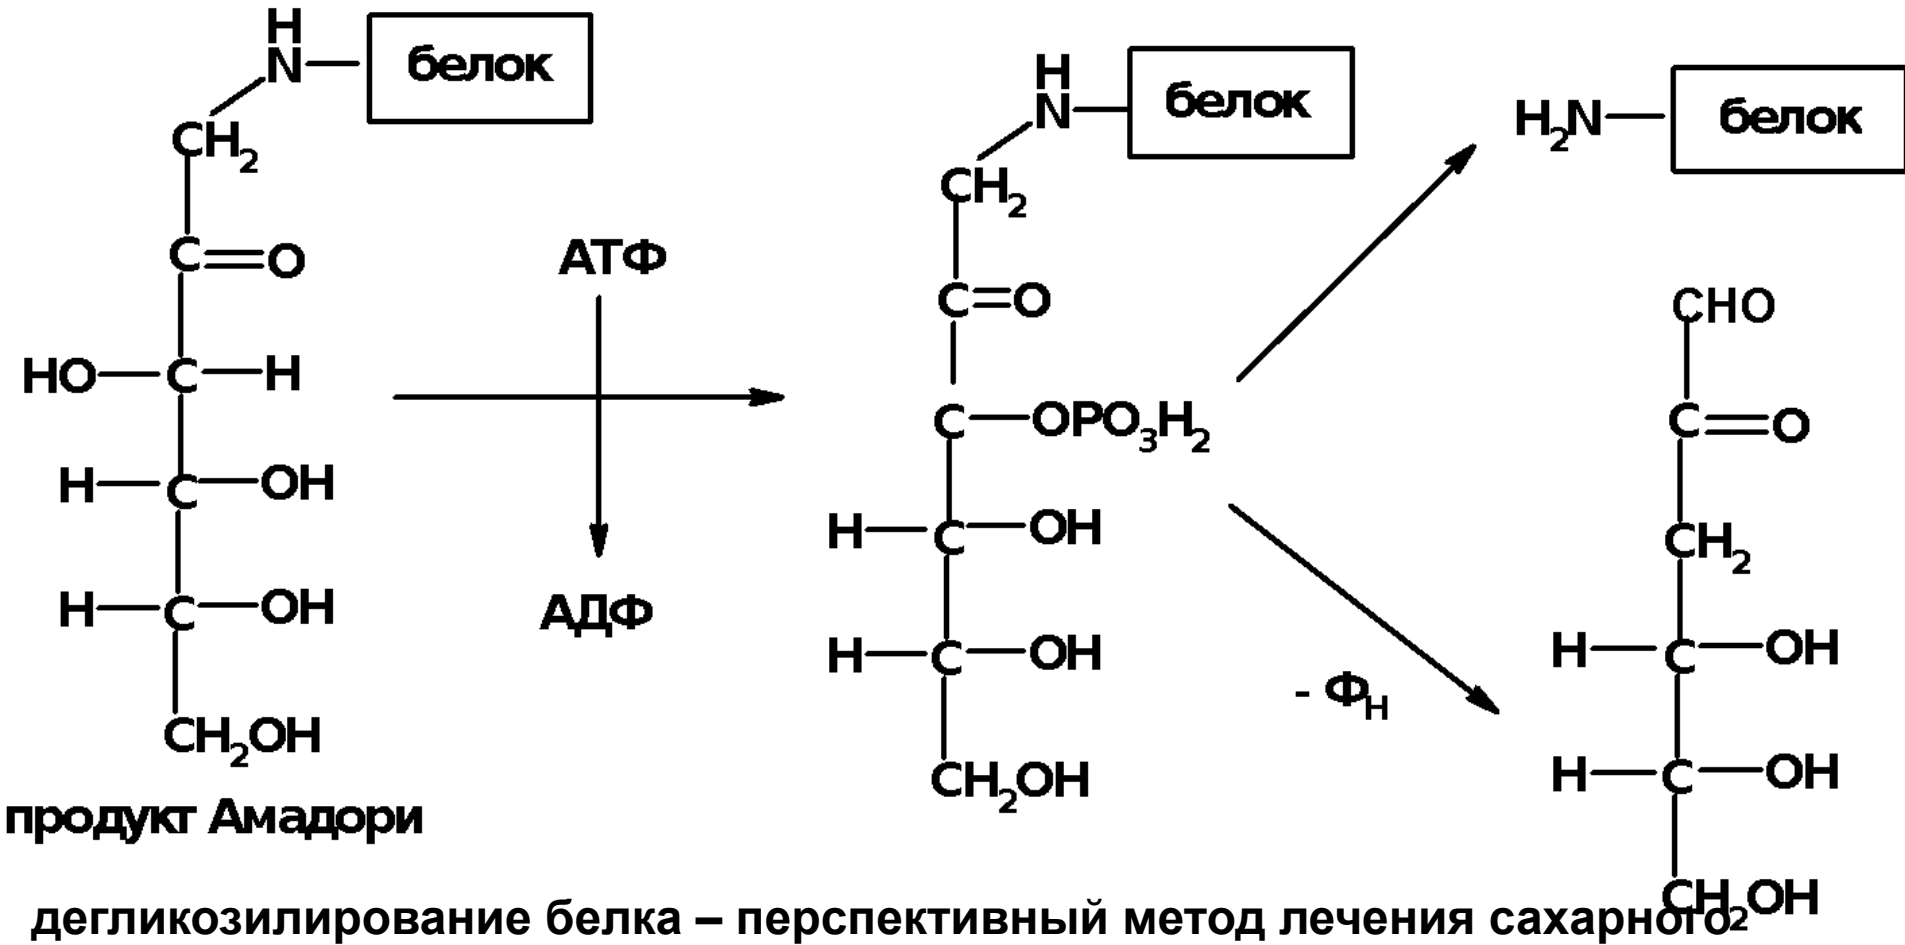 H
N
белок
CH2
C=O
HO C H
H C OH
H C OH
CH2OH
продукт Амадори
АТФ
АДФ
H
N
белок
CH2
C=O
C OPO3H2
H C OH
H C OH
CH2OH
H2N
белок
- ФН
CHO
C=O
CH2
H C OH
H C OH
CH2OH
дегликозилирование белка – перспективный метод лечения сахарного